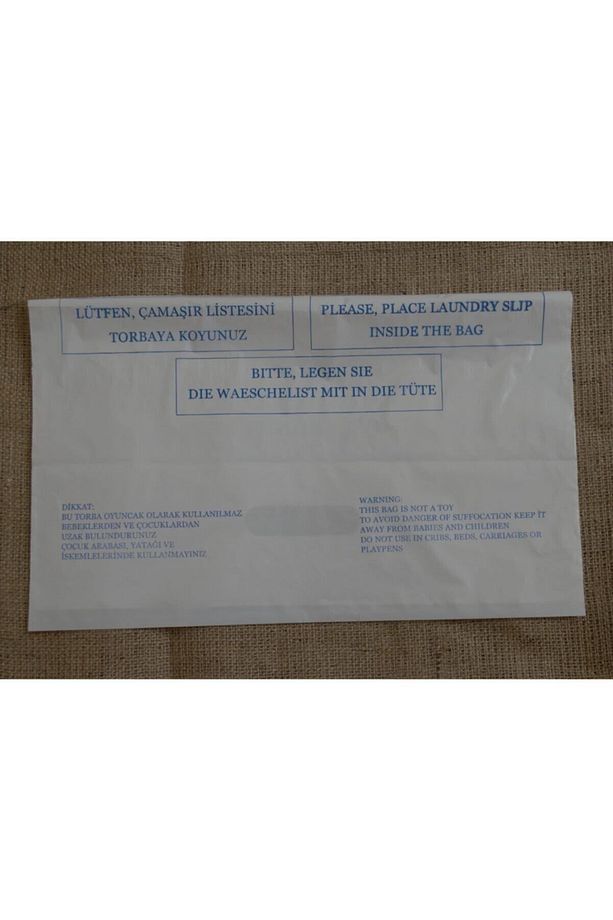 LÜTFEN, ÇAMAŞIR LİSTESİNİ
TORBAYA KOYUNUZ
PLEASE, PLACE LAUNDRY SLIP
INSIDE THE BAG
BITTE, LEGEN SIE
DIE WAESCHELIST MIT IN DIE TÜTE
DİKKAT:
BU TORBA OYUNCAK OLARAK KULLANILMAZ
BEBEKLERDEN VE ÇOCUKLARDAN
UZAK BULUNDURUNUZ
ÇOCUK ARABASI, YATAĞI VE
İSKEMLELERİNDE KULLANMAYINIZ
WARNING:
THIS BAG IS NOT A TOY
TO AVOID DANGER OF SUFFOCATION KEEP İT
AWAY FROM BABIES AND CHILDREN
DO NOT USE IN CRIBS, BEDS, CARRIAGES OR
PLAYPENS